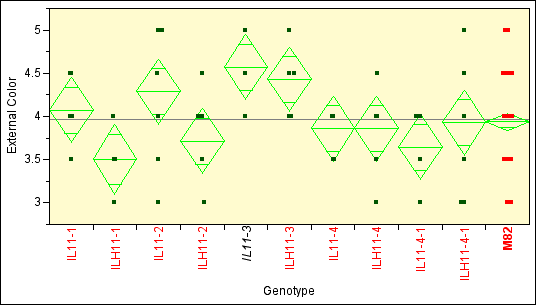 External Color
5
4.5
4
3.5
3
IL11-1
ILH11-1
IL11-2
ILH11-2
IL11-3
ILH11-3
IL11-4
ILH11-4
IL11-4-1
ILH11-4-1
M82
Genotype